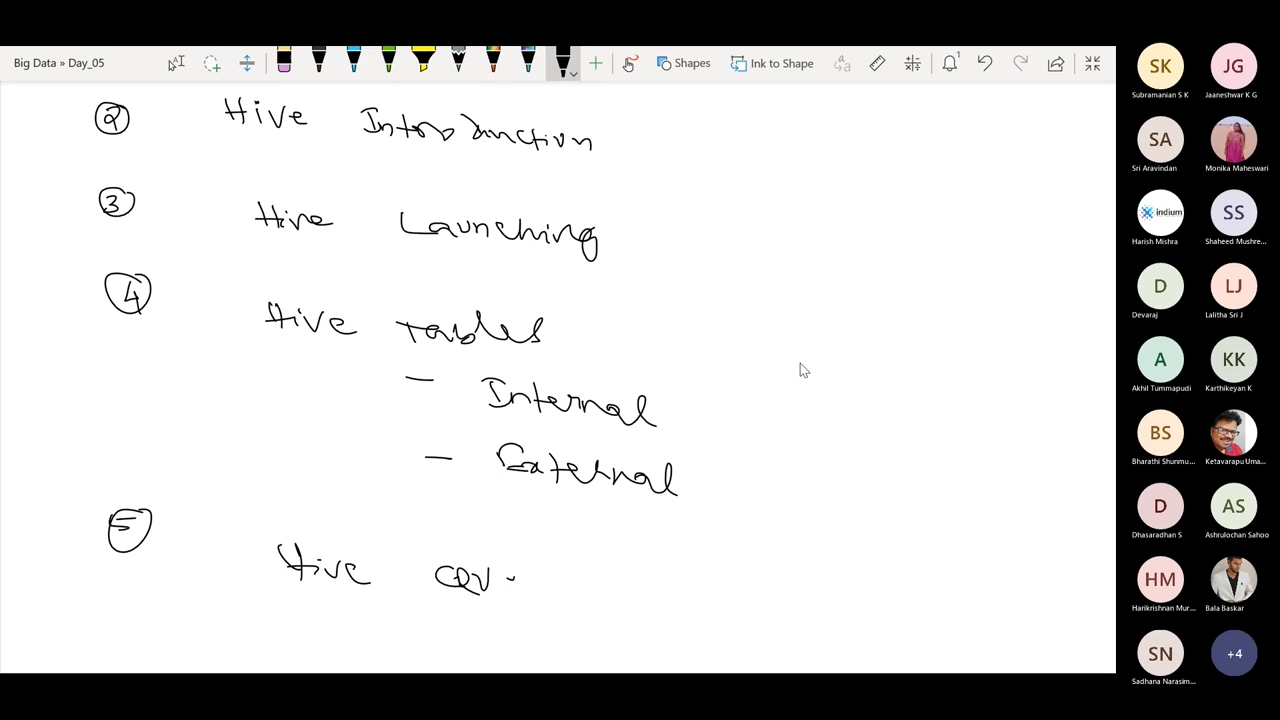 Big Data » Day_05
Shapes
Ink to Shape
1
② Hive Introduction
③ Hive Launching
④ Hive Tables
— Internal
— External
⑤ Hive
SK
Subramanian S K
JG
Jaaneshwar K G
SA
Sri Aravindan
Monika Maheswari
indium
Harish Mishra
SS
Shaheed Mushre...
D
Devaraj
LJ
Lalitha Sri J
A
Akhil Tummapudi
KK
Karthikeyan K
BS
Bharathi Shunmu...
Ketavarapu Uma...
D
Dhasaradhan S
AS
Ashrulochan Sahoo
HM
Harikrishnan Mur...
Bala Baskar
SN
Sadhana Narasim...
+4